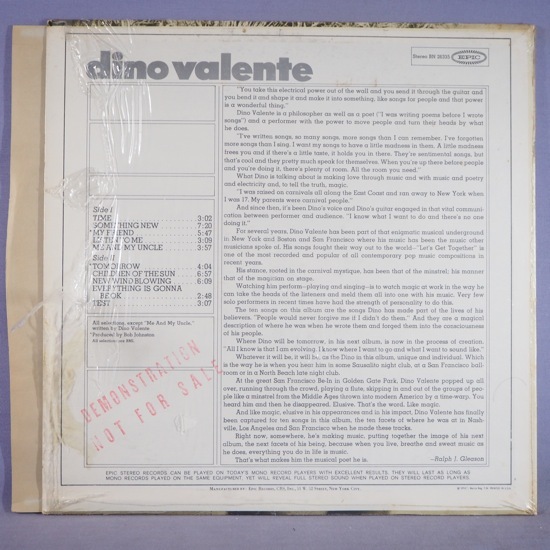 dino valente
Stereo BN 26335 EPIC
"You take this electrical power out of the wall and you send it through the guitar and
you bend it and shape it and make it into something, like songs for people and that power
is a wonderful thing."
Dino Valente is a philosopher as well as a poet ("I was writing poems before I wrote
songs") and a performer with the power to move people and turn their heads by what
he does.
"I've written songs, so many songs, more songs than I can remember. I've forgotten
more songs than I sing. I want my songs to have a little madness in them. A little madness
frees you and if there's a little taste, it holds you in there. They're sentimental songs, but
that's cool and they pretty much speak for themselves. When you're up there before people
and you're doing it, there's plenty of room. All the room you need."
What Dino is talking about is making love through music and with music and poetry
and electricity and, to tell the truth, magic.
"I was raised on carnivals all along the East Coast and ran away to New York when
I was 17. My parents were carnival people."
And since then, it's been Dino's voice and Dino's guitar engaged in that vital commun-
ication between performer and audience. "I know what I want to do and there's no one
doing it."
For several years, Dino Valente has been part of that enigmatic musical underground
in New York and Boston and San Francisco where his music has been the music other
musicians spoke of. His songs fought their way out to the world—"Let's Get Together" is
one of the most recorded and popular of all contemporary pop music compositions in
recent years.
His stance, rooted in the carnival mystique, has been that of the minstrel; his manner
that of the magician on stage.
Watching him perform—playing and singing—is to watch magic at work in the way he
can take the heads of the listeners and meld them all into one with his music. Very few
solo performers in recent times have had the strength of personality to do this.
The ten songs on this album are the songs Dino has made part of the lives of his
believers. "People would never forgive me if I didn't do them." And they are a magical
description of where he was when he wrote them and forged them into the consciousness
of his people.
Where Dino will be tomorrow, in his next album, is now in the process of creation.
"All I know is that I am evolving. I know where I want to go and what I want to sound like."
Whatever it will be, it will be, as the Dino in this album, unique and individual. Which
is the way he is when you hear him in some Sausalito night club, at a San Francisco ball-
room or in a North Beach late night club.
At the great San Francisco Be-In in Golden Gate Park, Dino Valente popped up all
over, running through the crowd, playing a flute, skipping in and out of the groups of peo-
ple like a minstrel from the Middle Ages thrown into modern America by a time-warp. You
heard him and then he disappeared. Elusive. That's the word. Like magic.
And like magic, elusive in his appearances and in his impact, Dino Valente has finally
been captured for ten songs in this album, the ten facets of where he was at in Nash-
ville, Los Angeles and San Francisco when he made these tracks.
Right now, somewhere, he's making music, putting together the image of his next
album, the next facets of his being, because when you live, breathe and sweat music as
he does, everything you do in life is music.
That's what makes him the musical poet he is.
—Ralph J. Gleason
Side I
TIME 3:02
SOMETHING NEW 7:20
MY FRIEND 5:47
LISTEN TO ME 3:09
ME AND MY UNCLE 3:57
Side II
TOMORROW 4:04
CHILDREN OF THE SUN 6:57
NEW WIND BLOWING 6:09
EVERYTHING IS GONNA
BE OK 2:48
TEST 3:07
All selections, except "Me And My Uncle,"
written by Dino Valente
Produced by Bob Johnston
All selections are BMI.
DEMONSTRATION
NOT FOR SALE
EPIC STEREO RECORDS CAN BE PLAYED ON TODAY'S MONO RECORD PLAYERS WITH EXCELLENT RESULTS. THEY WILL LAST AS LONG AS
MONO RECORDS PLAYED ON THE SAME EQUIPMENT, YET WILL REVEAL FULL STEREO SOUND WHEN PLAYED ON STEREO RECORD PLAYERS.
Manufactured by Epic Records, CBS, Inc., 51 W. 52 Street, New York City